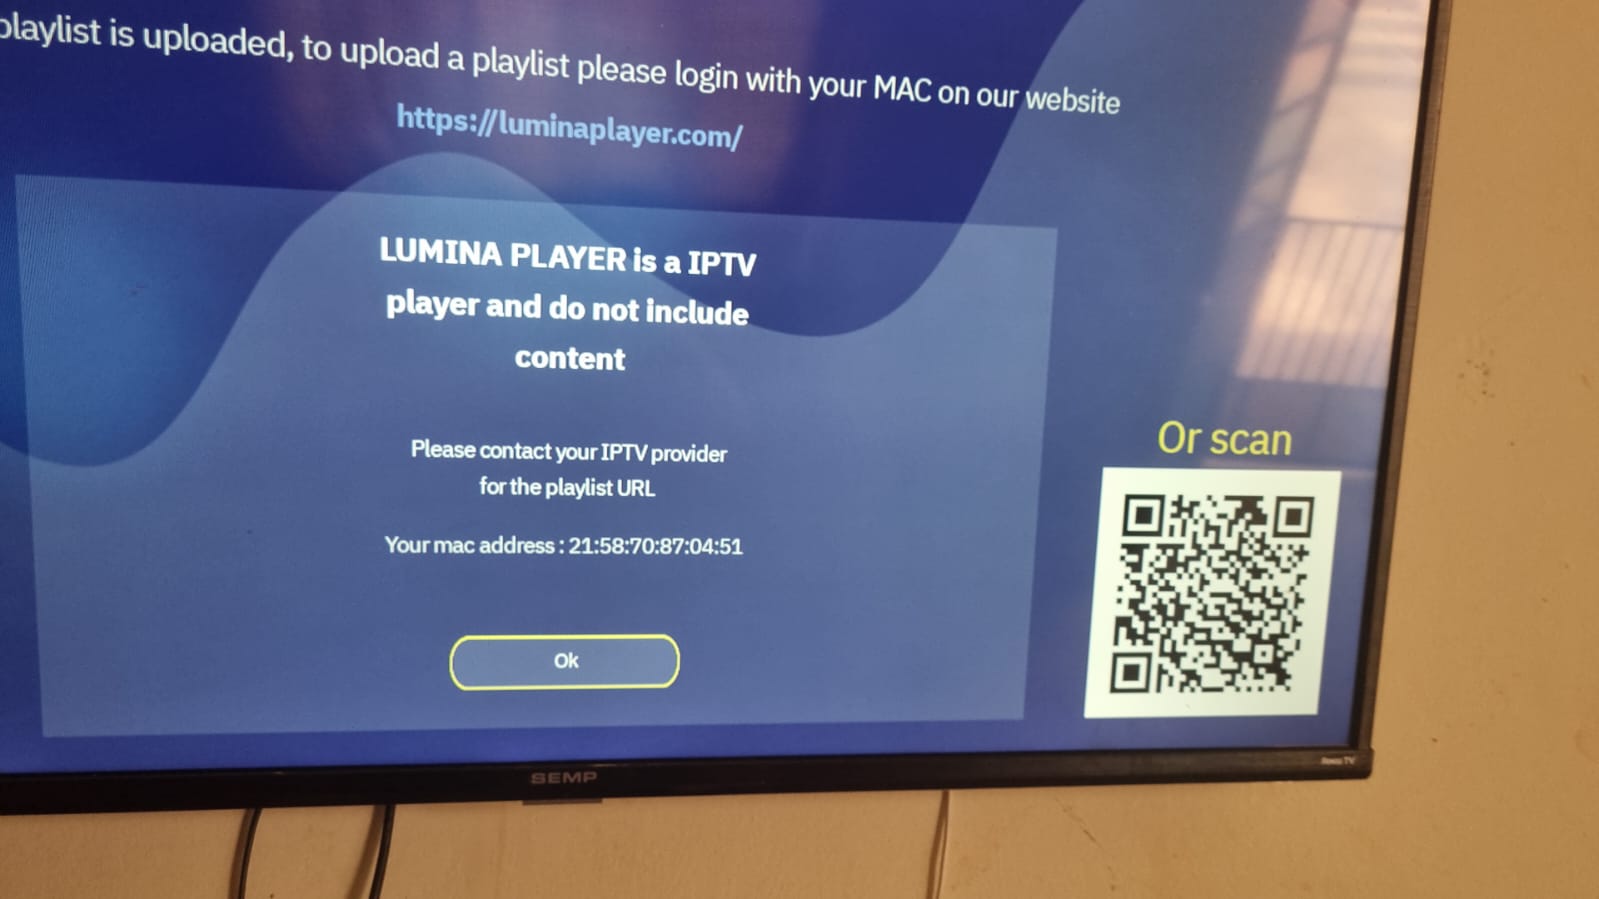 playlist is uploaded, to upload a playlist please login with your MAC on our website
https://luminaplayer.com/
LUMINA PLAYER is a IPTV
player and do not include
content
Please contact your IPTV provider
for the playlist URL
Your mac address : 21:58:70:87:04:51
Ok
Or scan
SEMP
Roku TV